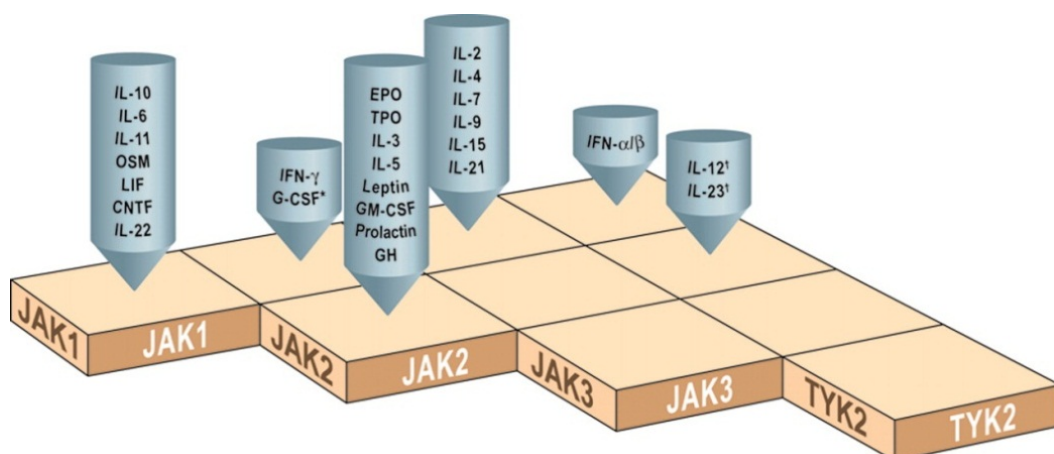 IL-10
IL-6
IL-11
OSM
LIF
CNTF
IL-22
IFN-γ
G-CSF*
EPO
TPO
IL-3
IL-5
Leptin
GM-CSF
Prolactin
GH
IL-2
IL-4
IL-7
IL-9
IL-15
IL-21
IFN-α/β
IL-12¹
IL-23¹
JAK1
JAK1
JAK2
JAK2
JAK3
JAK3
TYK2
TYK2